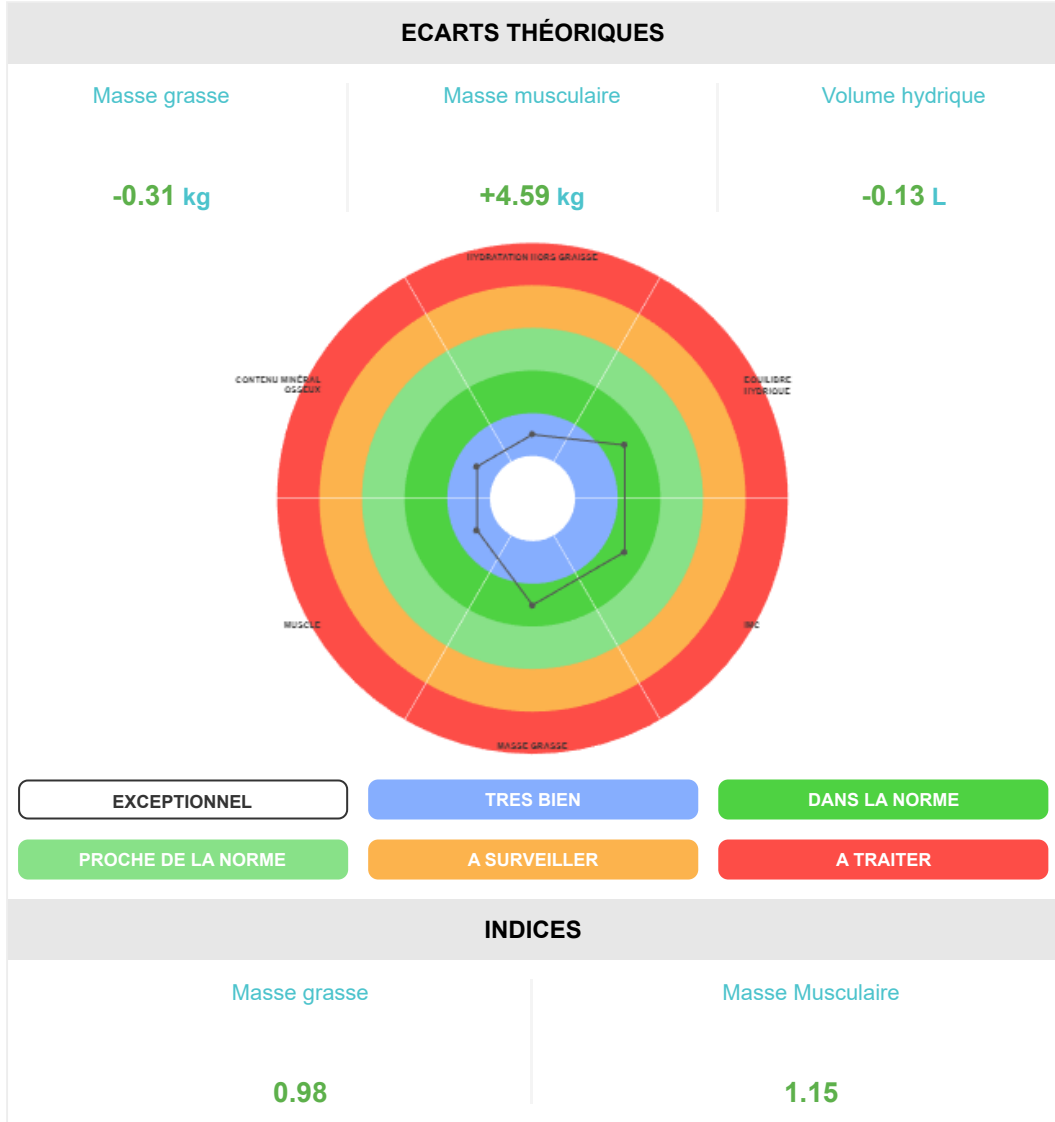 ECARTS THÉORIQUES
Masse grasse
Masse musculaire
Volume hydrique
-0.31 kg
+4.59 kg
-0.13 L
HYDRATATION HORS GRAISSE
CONTENU MINÉRAL
OSSEUX
EQUILIBRE
HYDRIQUE
MUSCLE
IMC
MASSE GRASSE
EXCEPTIONNEL
TRES BIEN
DANS LA NORME
PROCHE DE LA NORME
A SURVEILLER
A TRAITER
INDICES
Masse grasse
Masse Musculaire
0.98
1.15